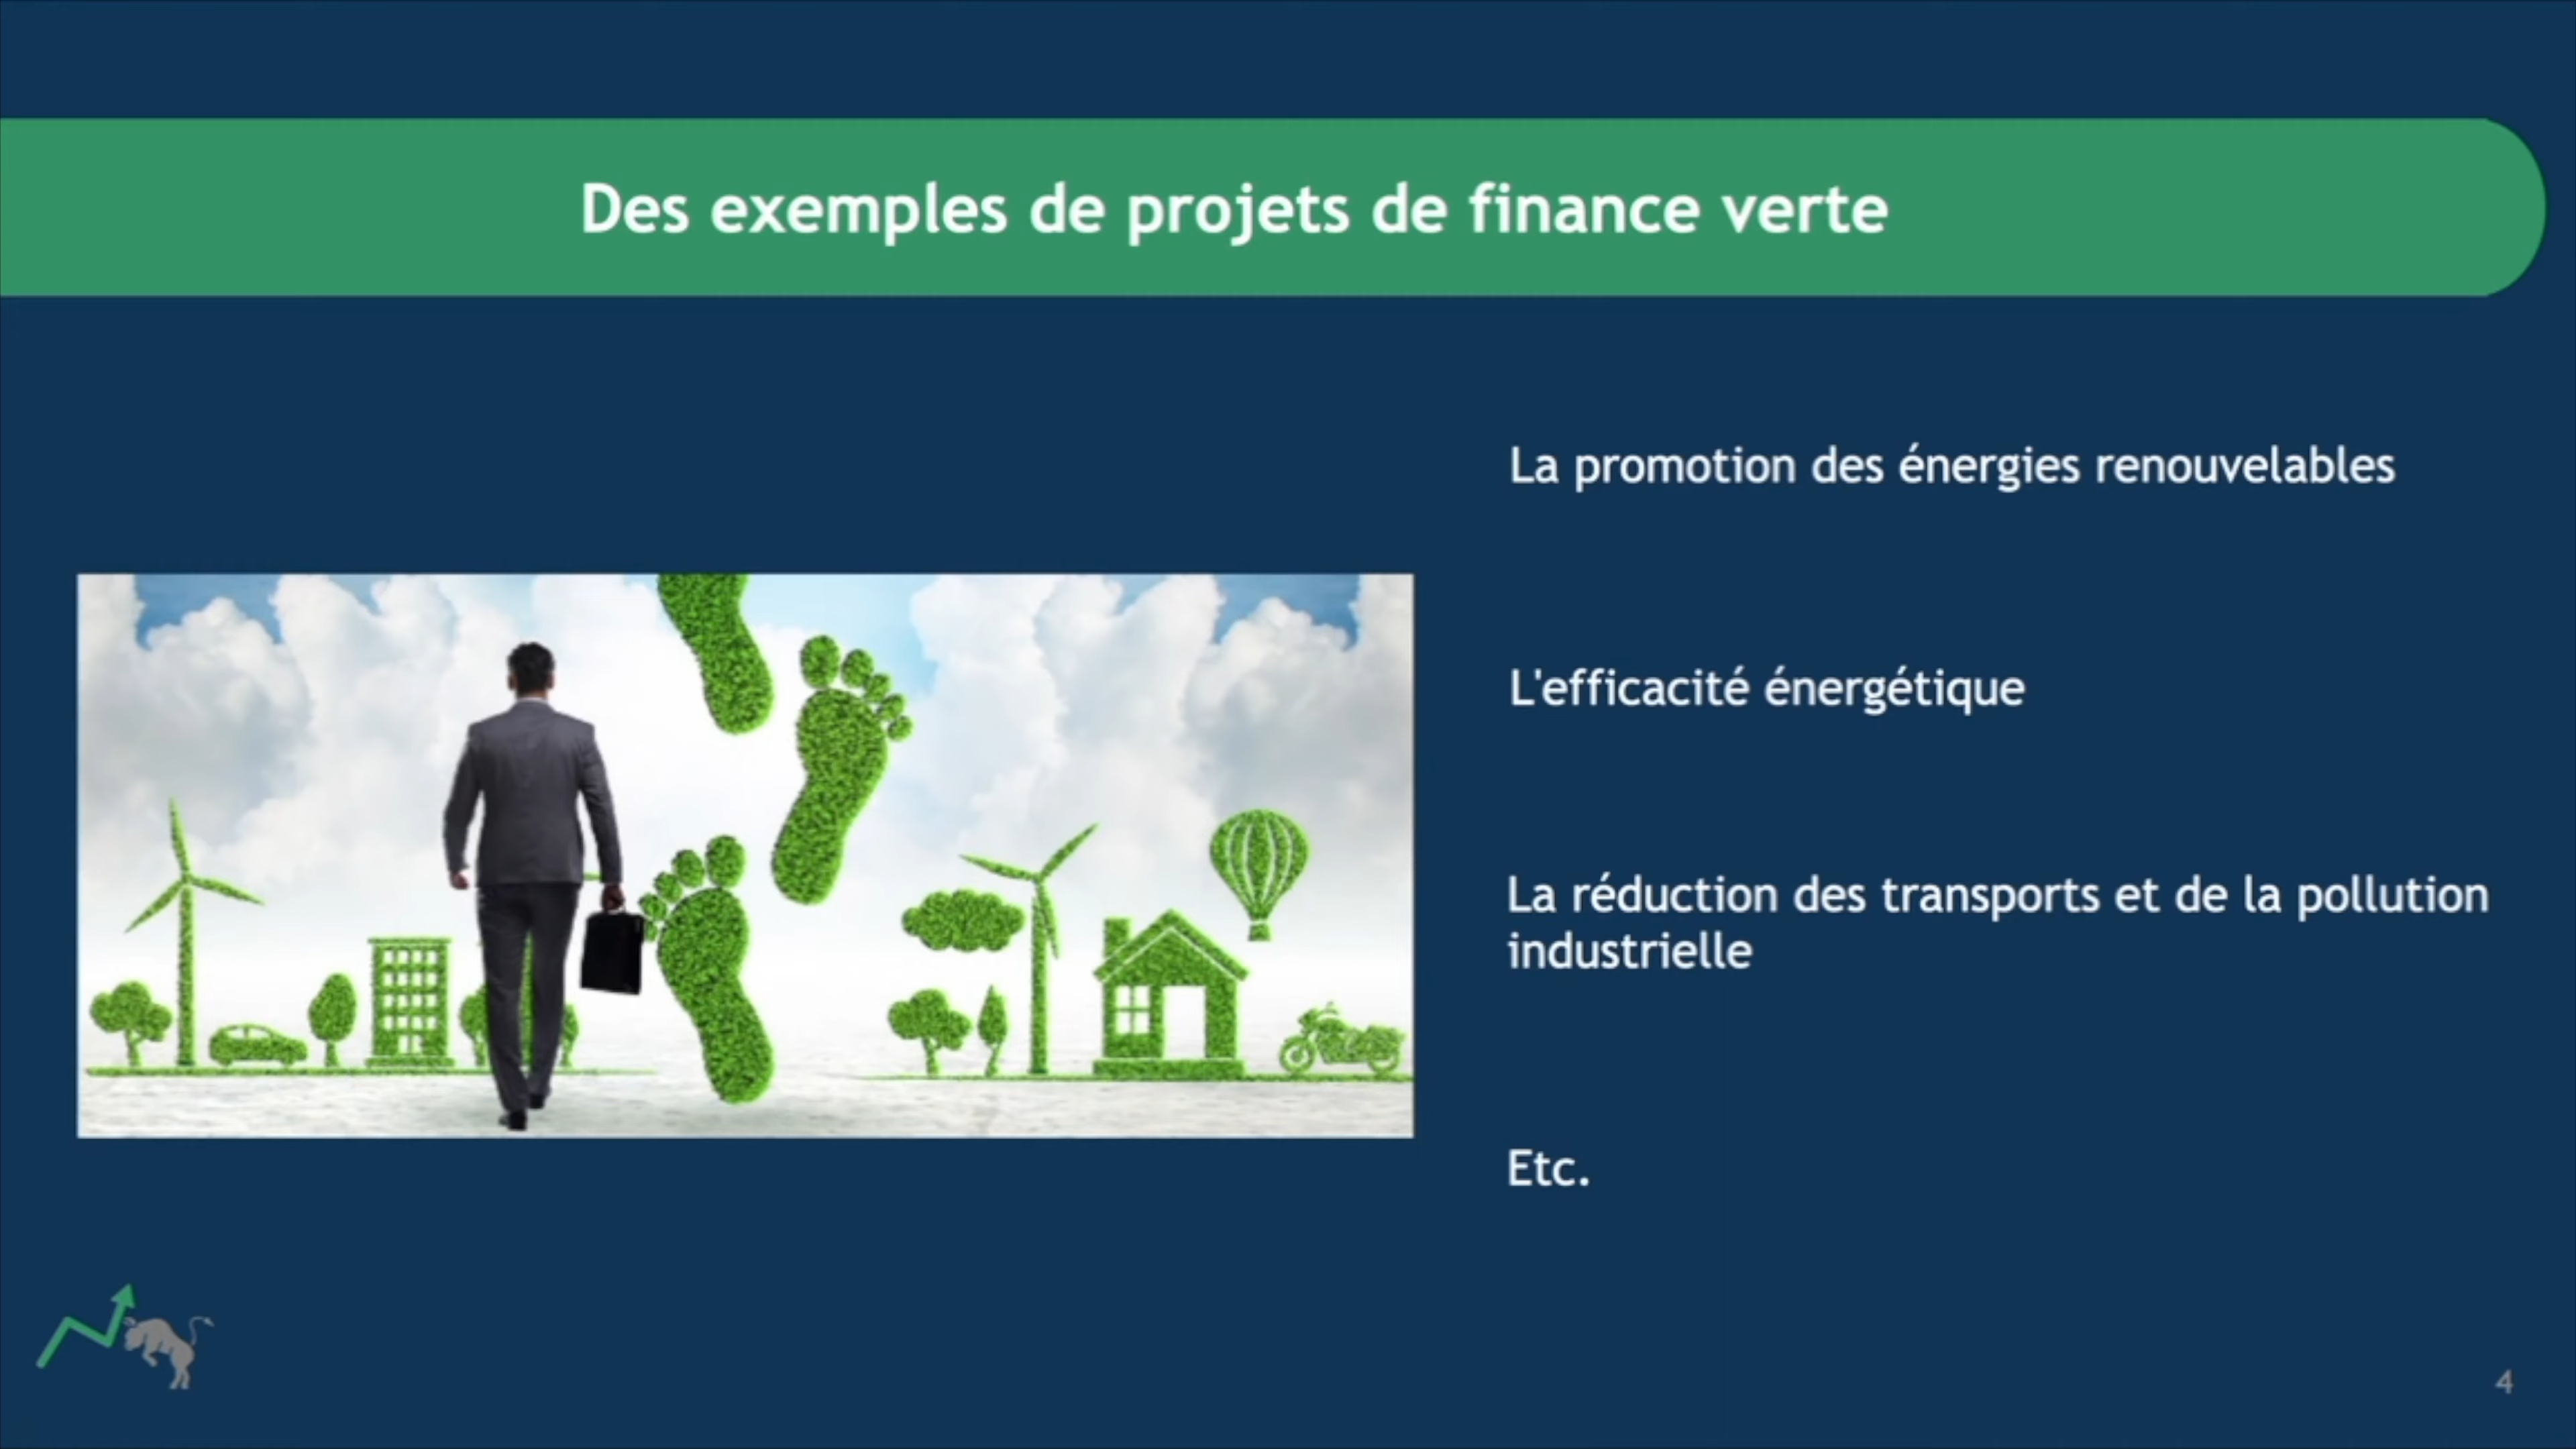 Des exemples de projets de finance verte
La promotion des énergies renouvelables
L'efficacité énergétique
La réduction des transports et de la pollution
industrielle
Etc.
4